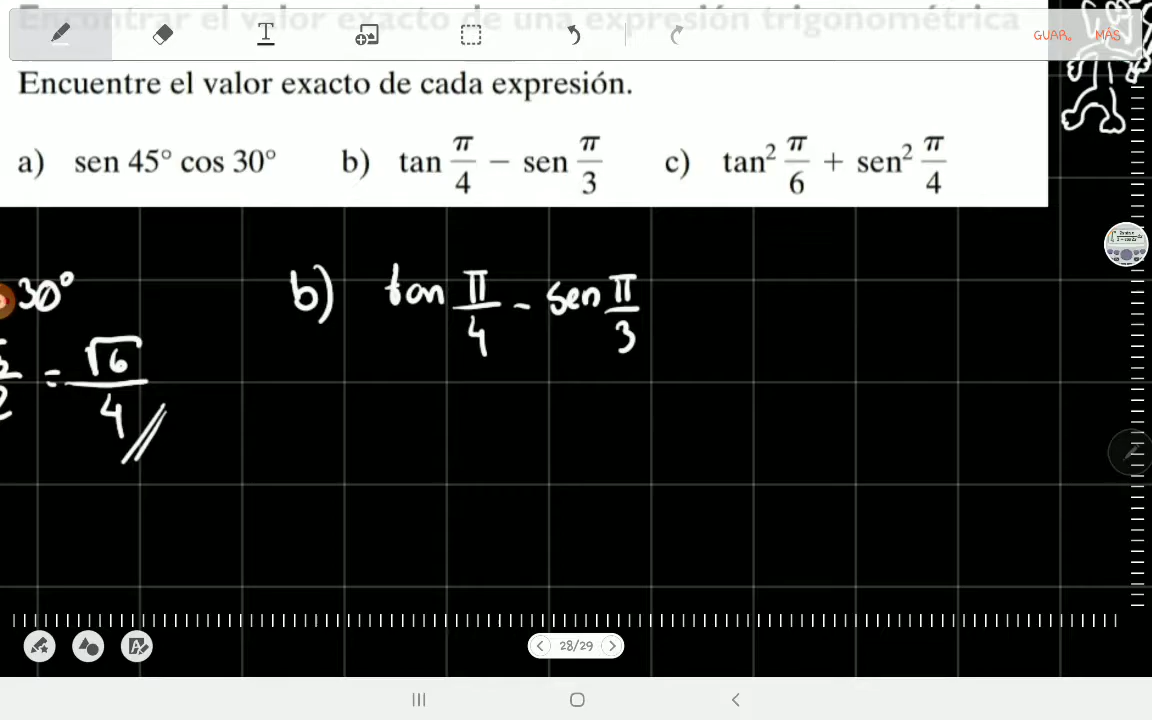 Encontrar el valor exacto de una expresión trigonométrica
T GUAR. MÁS
Encuentre el valor exacto de cada expresión.
a) sen 45° cos 30° b) tan π/4 − sen π/3 c) tan² π/6 + sen² π/4
30° b) tan π/4 - sen π/3
= √6/4
28/29